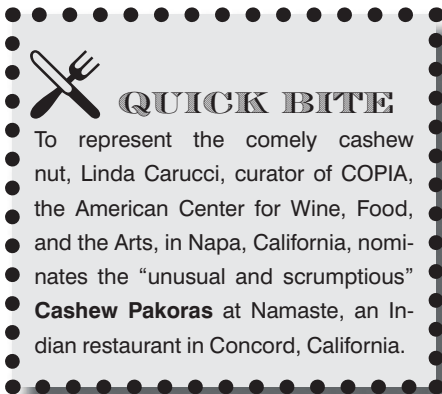 QUICK BITE
To represent the comely cashew
nut, Linda Carucci, curator of COPIA,
the American Center for Wine, Food,
and the Arts, in Napa, California, nomi-
nates the “unusual and scrumptious”
Cashew Pakoras at Namaste, an In-
dian restaurant in Concord, California.